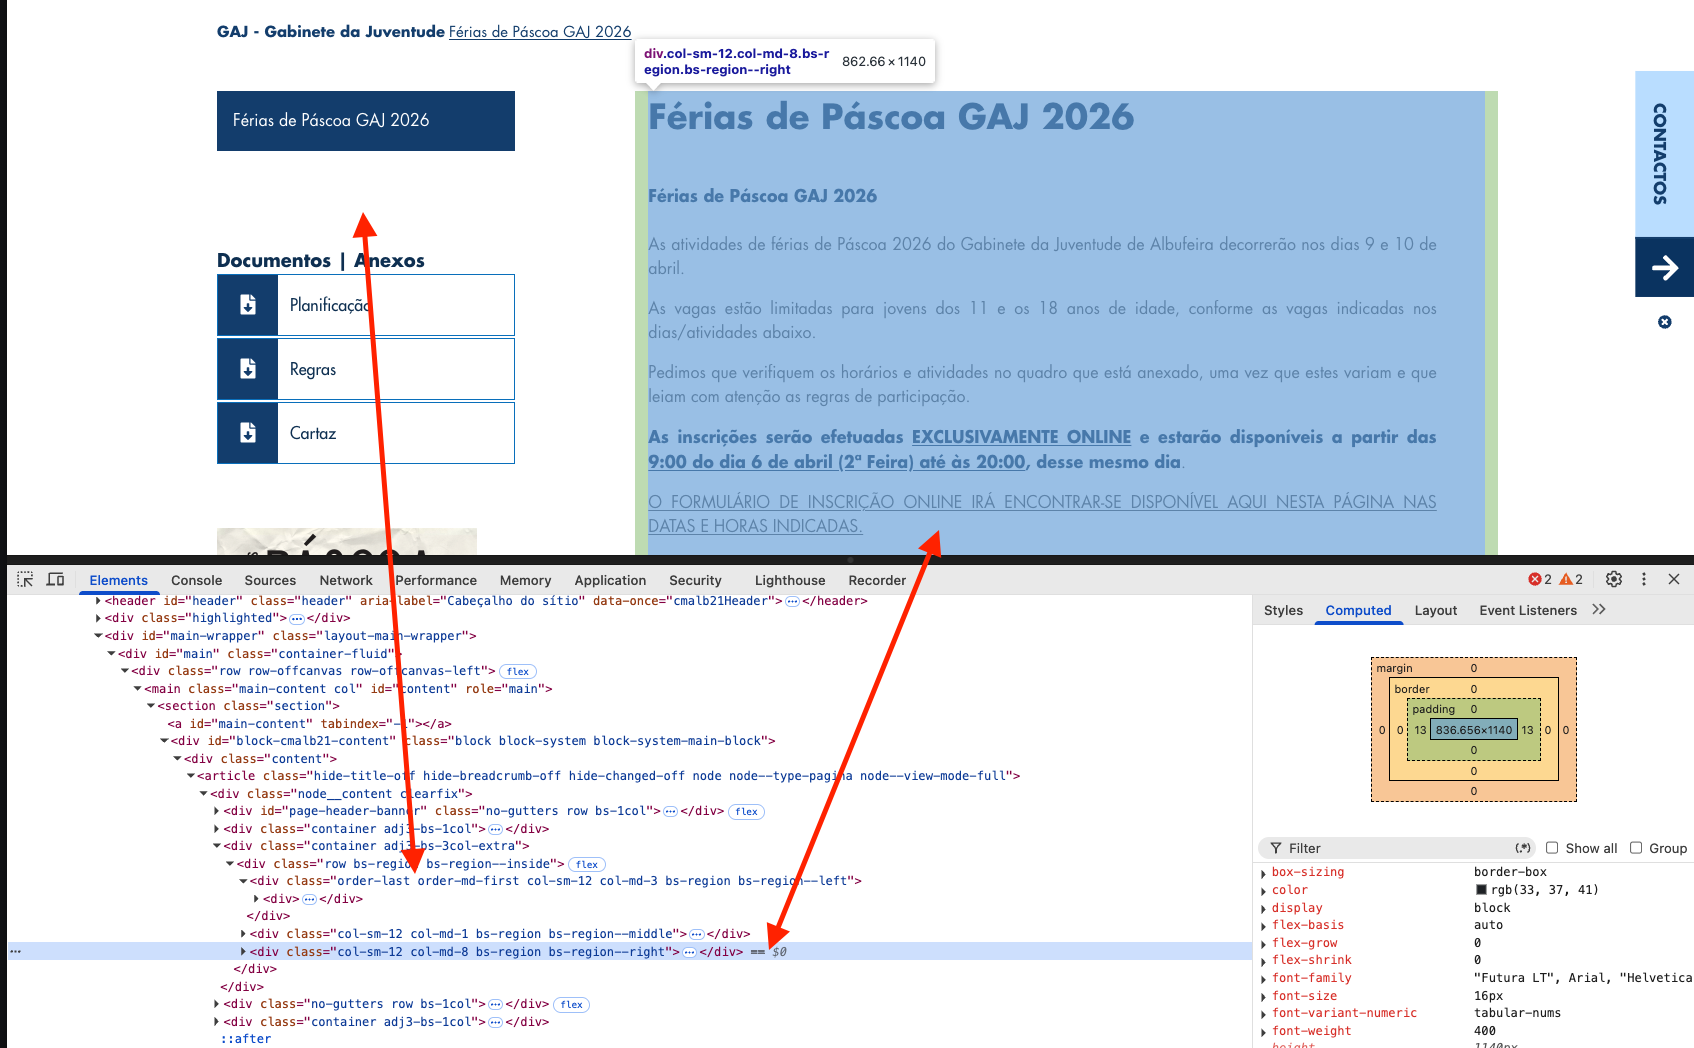 GAJ - Gabinete da Juventude Férias de Páscoa GAJ 2026
div.col-sm-12.col-md-8.bs-r
egion.bs-region--right
862.66 × 1140
Férias de Páscoa GAJ 2026
Documentos | Anexos
Planificação
Regras
Cartaz
Férias de Páscoa GAJ 2026
Férias de Páscoa GAJ 2026
As atividades de férias de Páscoa 2026 do Gabinete da Juventude de Albufeira decorrerão nos dias 9 e 10 de
abril.
As vagas estão limitadas para jovens dos 11 e os 18 anos de idade, conforme as vagas indicadas nos
dias/atividades abaixo.
Pedimos que verifiquem os horários e atividades no quadro que está anexado, uma vez que estes variam e que
leiam com atenção as regras de participação.
As inscrições serão efetuadas EXCLUSIVAMENTE ONLINE e estarão disponíveis a partir das
9:00 do dia 6 de abril (2ª Feira) até às 20:00, desse mesmo dia.
O FORMULÁRIO DE INSCRIÇÃO ONLINE IRÁ ENCONTRAR-SE DISPONÍVEL AQUI NESTA PÁGINA NAS
DATAS E HORAS INDICADAS.
CONTACTOS
Elements Console Sources Network Performance Memory Application Security Lighthouse Recorder 2 2
<header id="header" class="header" aria-label="Cabeçalho do sítio" data-once="cmalb21Header"> ⋯ </header>
<div class="highlighted"> ⋯ </div>
<div id="main-wrapper" class="layout-main-wrapper">
<div id="main" class="container-fluid">
<div class="row row-offcanvas row-offcanvas-left"> flex
<main class="main-content col" id="content" role="main">
<section class="section">
<a id="main-content" tabindex="-1"></a>
<div id="block-cmalb21-content" class="block block-system block-system-main-block">
<div class="content">
<article class="hide-title-off hide-breadcrumb-off hide-changed-off node node--type-pagina node--view-mode-full">
<div class="node__content clearfix">
<div id="page-header-banner" class="no-gutters row bs-1col"> ⋯ </div> flex
<div class="container adj3-bs-1col"> ⋯ </div>
<div class="container adj3-bs-3col-extra">
<div class="row bs-region bs-region--inside"> flex
<div class="order-last order-md-first col-sm-12 col-md-3 bs-region bs-region--left">
<div> ⋯ </div>
</div>
<div class="col-sm-12 col-md-1 bs-region bs-region--middle"> ⋯ </div>
<div class="col-sm-12 col-md-8 bs-region bs-region--right"> ⋯ </div> == $0
</div>
</div>
<div class="no-gutters row bs-1col"> ⋯ </div> flex
<div class="container adj3-bs-1col"> ⋯ </div>
::after
Styles Computed Layout Event Listeners
margin 0
border 0
padding 0
0 0 13 836.656×1140 13 0 0
0
0
0
Filter (.*) Show all Group
box-sizing border-box
color rgb(33, 37, 41)
display block
flex-basis auto
flex-grow 0
flex-shrink 0
font-family "Futura LT", Arial, "Helvetica
font-size 16px
font-variant-numeric tabular-nums
font-weight 400
height 1140px